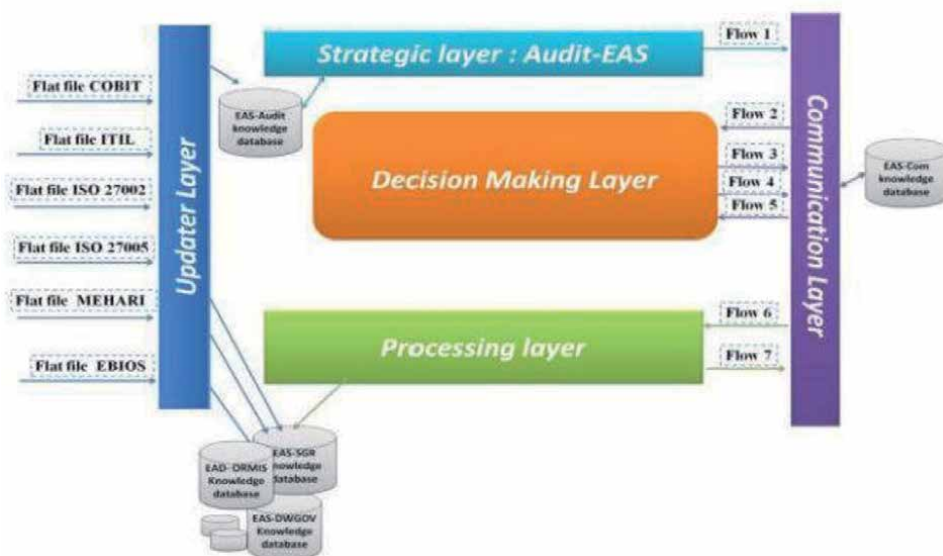 Flat file COBIT
Flat file ITIL
Flat file ISO 27002
Flat file ISO 27005
Flat file MEHARI
Flat file EBIOS
Updater Layer
EAS-Audit
knowledge
database
Strategic layer : Audit-EAS
Decision Making Layer
Processing layer
Flow 1
Flow 2
Flow 3
Flow 4
Flow 5
Flow 6
Flow 7
Communication Layer
EAS-Com
knowledge
database
EAS-SGR
knowledge
database
EAD- ORMIS
Knowledge
database
EAS-DWGOV
Knowledge
database